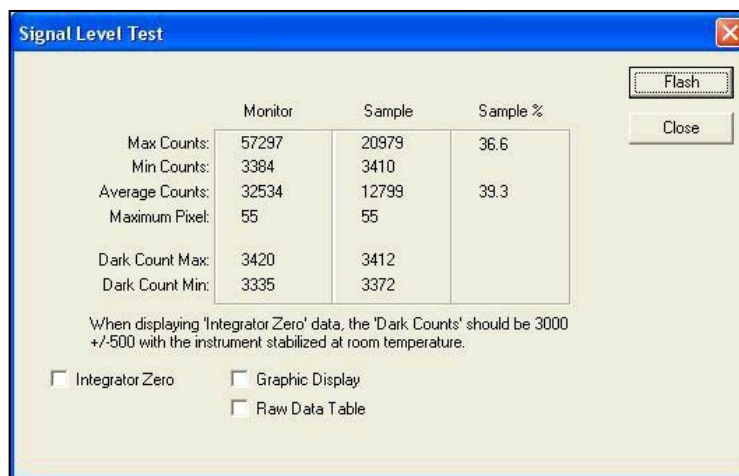 Signal Level Test
Flash
Close
Monitor Sample Sample %
Max Counts: 57297 20979 36.6
Min Counts: 3384 3410
Average Counts: 32534 12799 39.3
Maximum Pixel: 55 55
Dark Count Max: 3420 3412
Dark Count Min: 3335 3372
When displaying 'Integrator Zero' data, the 'Dark Counts' should be 3000
+/-500 with the instrument stabilized at room temperature.
Integrator Zero Graphic Display
Raw Data Table